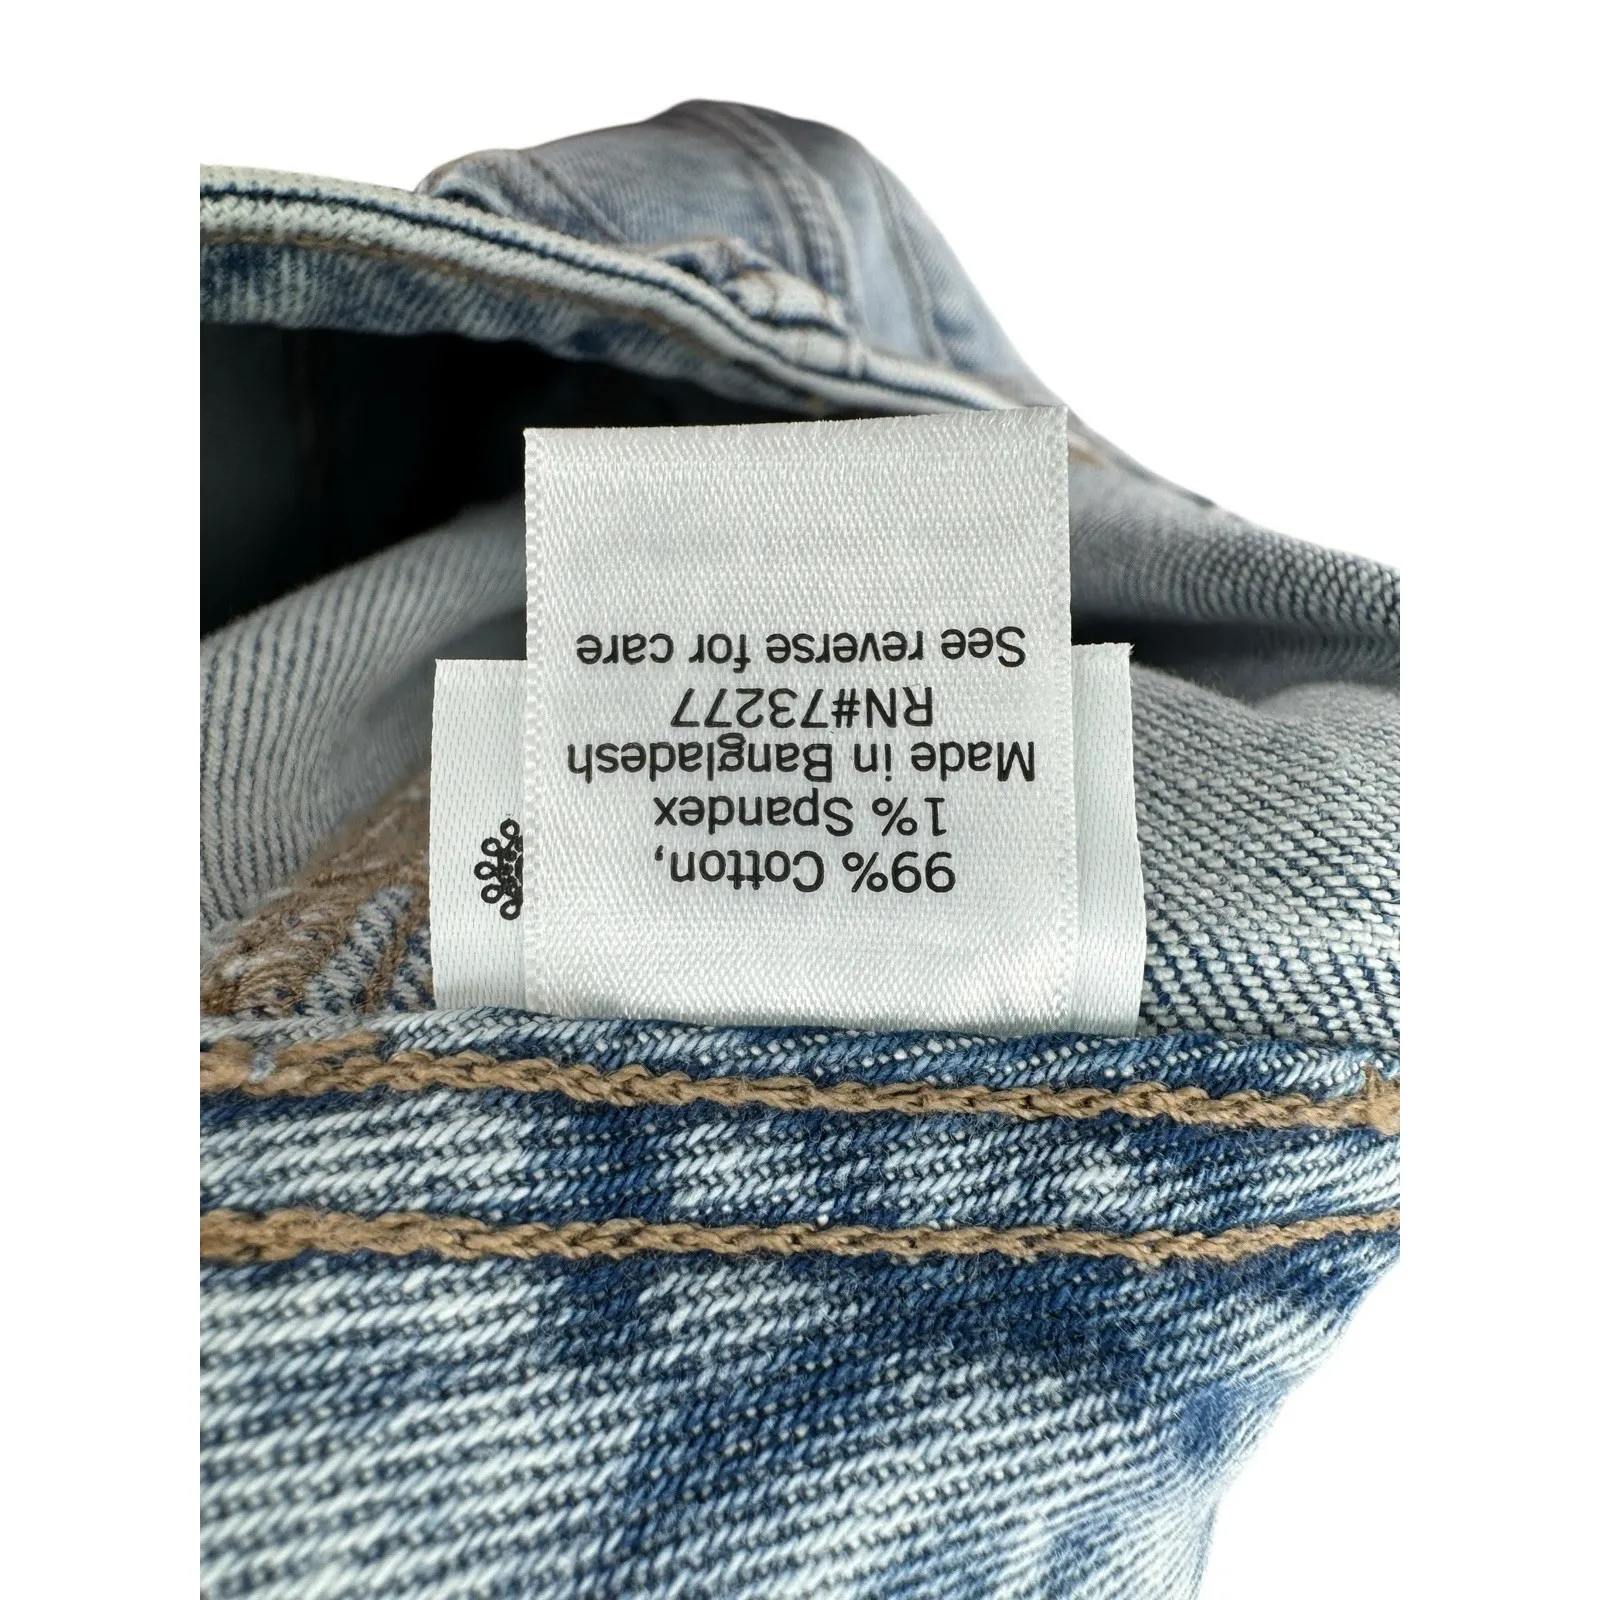 99% Cotton,
1% Spandex
Made in Bangladesh
RN#73277
See reverse for care